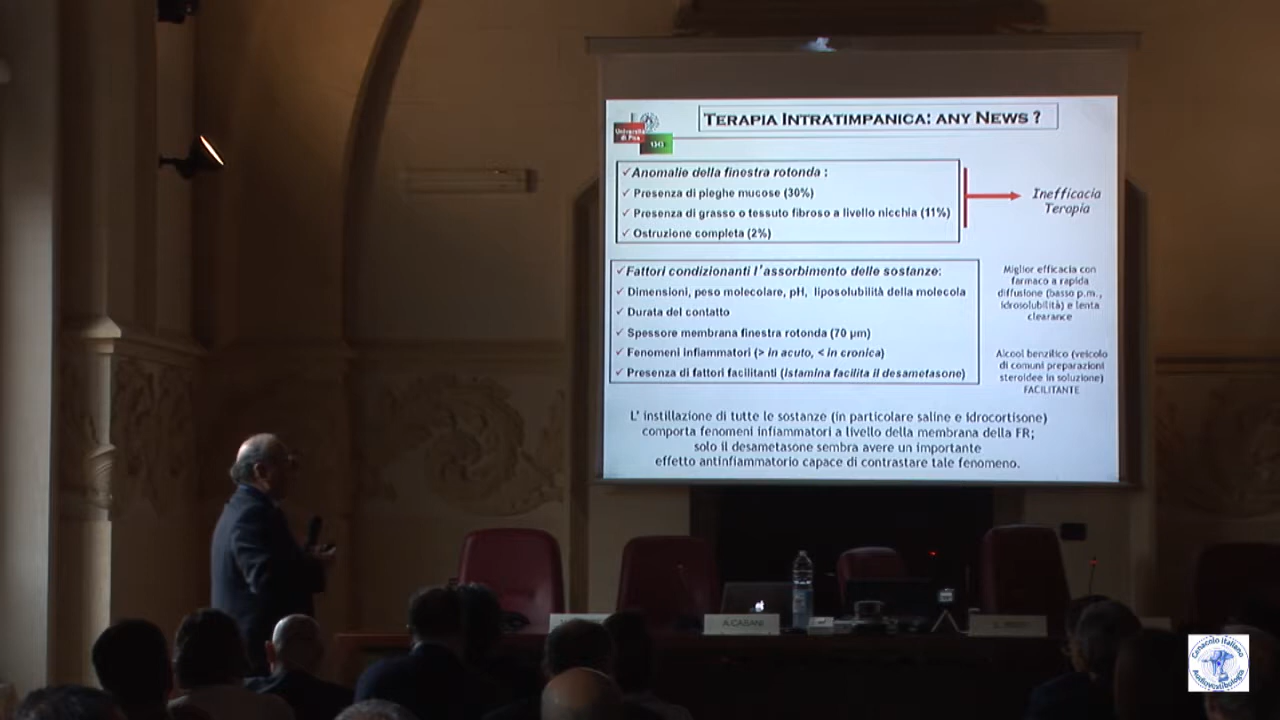 TERAPIA INTRATIMPANICA: ANY NEWS ?
Università
di Pisa
✓Anomalie della finestra rotonda :
✓ Presenza di pieghe mucose (30%)
✓ Presenza di grasso o tessuto fibroso a livello nicchia (11%)
✓ Ostruzione completa (2%)
Inefficacia
Terapia
✓Fattori condizionanti l'assorbimento delle sostanze:
✓ Dimensioni, peso molecolare, pH, liposolubilità della molecola
✓ Durata del contatto
✓ Spessore membrana finestra rotonda (70 µm)
✓ Fenomeni infiammatori (> in acuto, < in cronica)
✓ Presenza di fattori facilitanti (istamina facilita il desametasone)
Miglior efficacia con
farmaco a rapida
diffusione (basso p.m.,
idrosolubilità) e lenta
clearance
Alcool benzilico (veicolo
di comuni preparazioni
steroidee in soluzione)
FACILITANTE
L' instillazione di tutte le sostanze (in particolare saline e idrocortisone)
comporta fenomeni infiammatori a livello della membrana della FR;
solo il desametasone sembra avere un importante
effetto antinfiammatorio capace di contrastare tale fenomeno.
A.CASANI
Cenacolo Italiano
Audiovestibologia